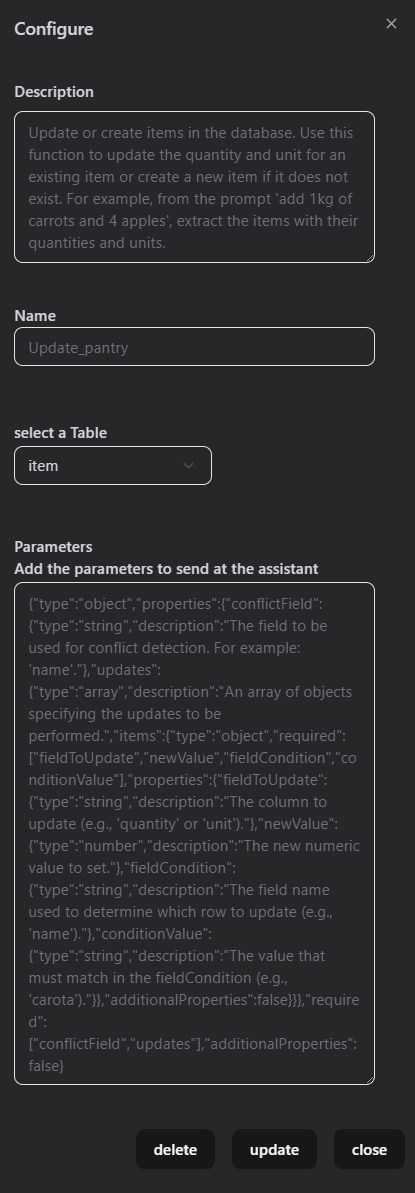 Configure
Description
Update or create items in the database. Use this
function to update the quantity and unit for an
existing item or create a new item if it does not
exist. For example, from the prompt 'add 1kg of
carrots and 4 apples', extract the items with their
quantities and units.
Name
Update_pantry
select a Table
item
Parameters
Add the parameters to send at the assistant
{"type":"object","properties":{"conflictField":
{"type":"string","description":"The field to be
used for conflict detection. For example:
'name'."},"updates":
{"type":"array","description":"An array of objects
specifying the updates to be
performed.","items":{"type":"object","required":
["fieldToUpdate","newValue","fieldCondition","co
nditionValue"],"properties":{"fieldToUpdate":
{"type":"string","description":"The column to
update (e.g., 'quantity' or 'unit')."},"newValue":
{"type":"number","description":"The new numeric
value to set."},"fieldCondition":
{"type":"string","description":"The field name
used to determine which row to update (e.g.,
'name')."},"conditionValue":
{"type":"string","description":"The value that
must match in the fieldCondition (e.g.,
'carota')."}},"additionalProperties":false}}},"require
d":
["conflictField","updates"],"additionalProperties":
false}
delete update close